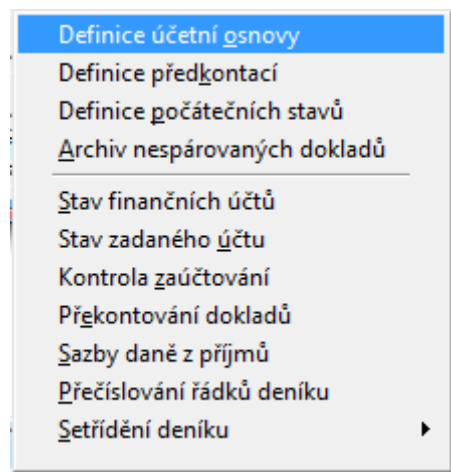 Definice účetní osnovy
Definice předkontací
Definice počátečních stavů
Archiv nespárovaných dokladů
Stav finančních účtů
Stav zadaného účtu
Kontrola zaúčtování
Překontování dokladů
Sazby daně z příjmů
Přečíslování řádků deníku
Setřídění deníku